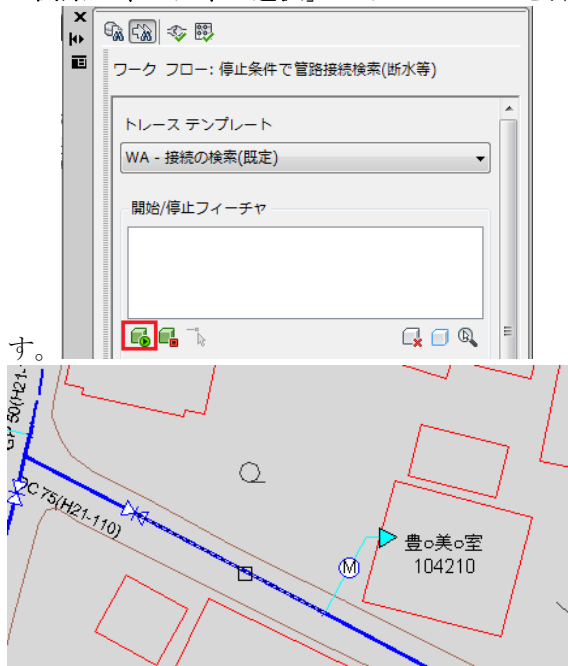 ワーク フロー: 停止条件で管路接続検索(断水等)
トレース テンプレート
WA - 接続の検索(既定)
開始/停止フィーチャ
す。
C 75(H21-110)
M
豊○美○室
104210